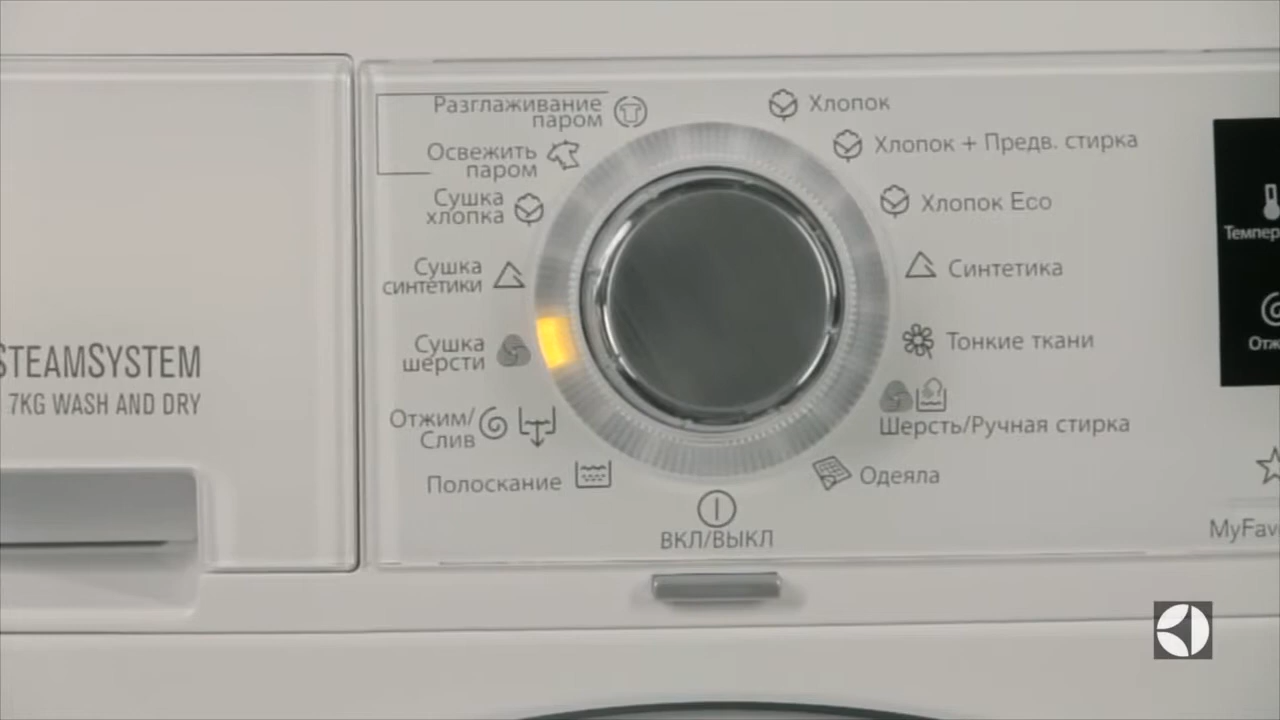 STEAMSYSTEM
7KG WASH AND DRY
Разглаживание
паром
Освежить
паром
Сушка
хлопка
Сушка
синтетики
Сушка
шерсти
Отжим/
Слив
Полоскание
Хлопок
Хлопок + Предв. стирка
Хлопок Eco
Синтетика
Тонкие ткани
Шерсть/Ручная стирка
Одеяла
ВКЛ/ВЫКЛ